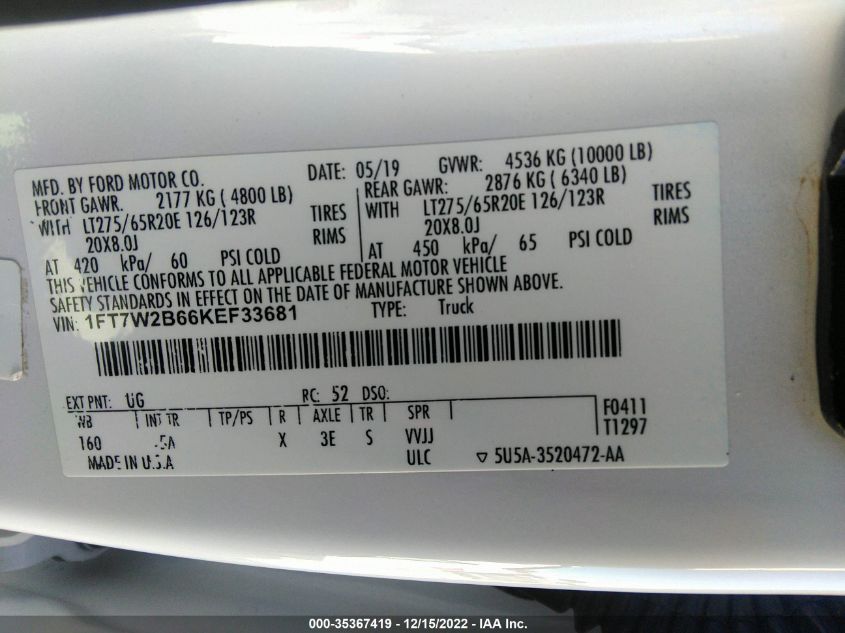 MFD. BY FORD MOTOR CO. DATE: 05/19 GVWR: 4536 KG (10000 LB)
FRONT GAWR: 2177 KG ( 4800 LB) REAR GAWR: 2876 KG ( 6340 LB)
WITH LT275/65R20E 126/123R TIRES WITH LT275/65R20E 126/123R TIRES
20X8.0J RIMS 20X8.0J RIMS
AT 420 kPa/ 60 PSI COLD AT 450 kPa/ 65 PSI COLD
THIS VEHICLE CONFORMS TO ALL APPLICABLE FEDERAL MOTOR VEHICLE
SAFETY STANDARDS IN EFFECT ON THE DATE OF MANUFACTURE SHOWN ABOVE.
VIN: 1FT7W2B66KEF33681 TYPE: Truck
EXT PNT: UG RC: 52 DSO:
WB INT TR TP/PS R AXLE TR SPR F0411
160 5A X 3E S VVJJ T1297
MADE IN U.S.A ULC ▽ 5U5A-3520472-AA
000-35367419 - 12/15/2022 - IAA Inc.